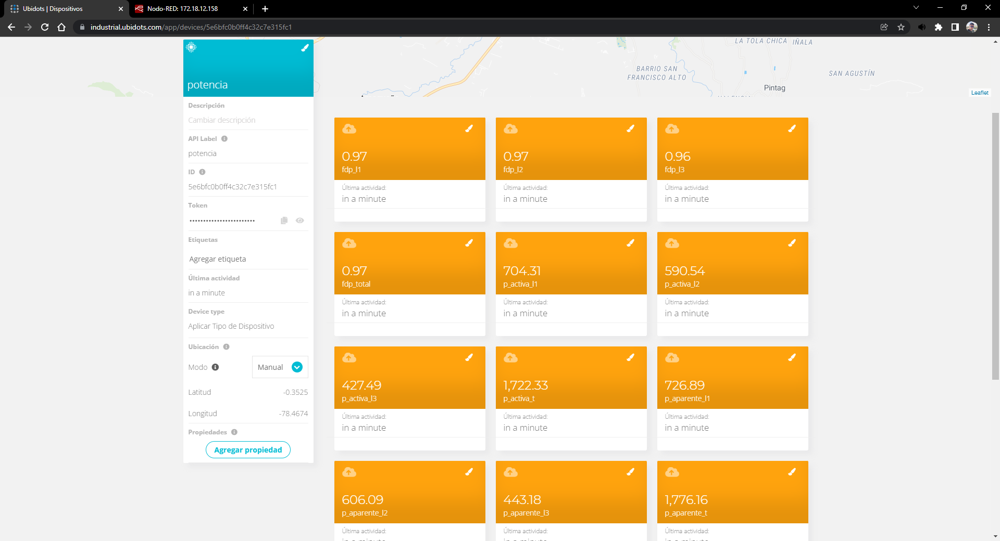 Ubidots | Dispositivos
Nodo-RED: 172.18.12.158
industrial.ubidots.com/app/devices/5e6bfc0b0ff4c32c7e315fc1
LA TOLA CHICA
IÑALA
BARRIO SAN
FRANCISCO ALTO
SAN AGUSTÍN
Pintag
Leaflet
potencia
Descripción
Cambiar descripción
API Label
potencia
ID
5e6bfc0b0ff4c32c7e315fc1
Token
Etiquetas
Agregar etiqueta
Última actividad
in a minute
Device type
Aplicar Tipo de Dispositivo
Ubicación
Modo
Manual
Latitud
-0.3525
Longitud
-78.4674
Propiedades
Agregar propiedad
0.97
fdp_l1
Última actividad:
in a minute
0.97
fdp_l2
Última actividad:
in a minute
0.96
fdp_l3
Última actividad:
in a minute
0.97
fdp_total
Última actividad:
in a minute
704.31
p_activa_l1
Última actividad:
in a minute
590.54
p_activa_l2
Última actividad:
in a minute
427.49
p_activa_l3
Última actividad:
in a minute
1,722.33
p_activa_t
Última actividad:
in a minute
726.89
p_aparente_l1
Última actividad:
in a minute
606.09
p_aparente_l2
Última actividad:
in a minute
443.18
p_aparente_l3
Última actividad:
in a minute
1,776.16
p_aparente_t
Última actividad:
in a minute